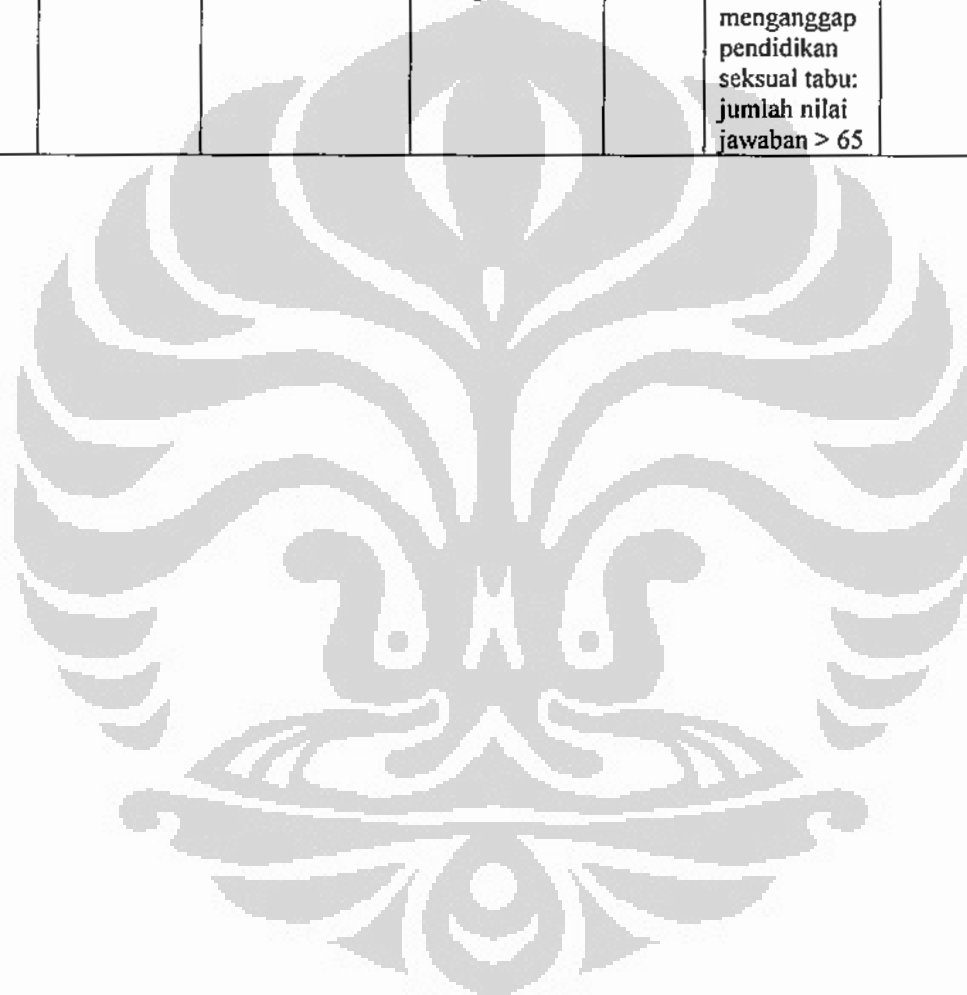 menganggap
pendidikan
seksual tabu:
jumlah nilai
jawaban > 65